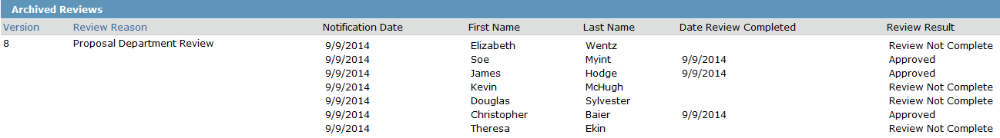 Archived Reviews
Version Review Reason Notification Date First Name Last Name Date Review Completed Review Result
8 Proposal Department Review 9/9/2014 Elizabeth Wentz Review Not Complete
9/9/2014 Soe Myint 9/9/2014 Approved
9/9/2014 James Hodge 9/9/2014 Approved
9/9/2014 Kevin McHugh Review Not Complete
9/9/2014 Douglas Sylvester Review Not Complete
9/9/2014 Christopher Baier 9/9/2014 Approved
9/9/2014 Theresa Ekin Review Not Complete